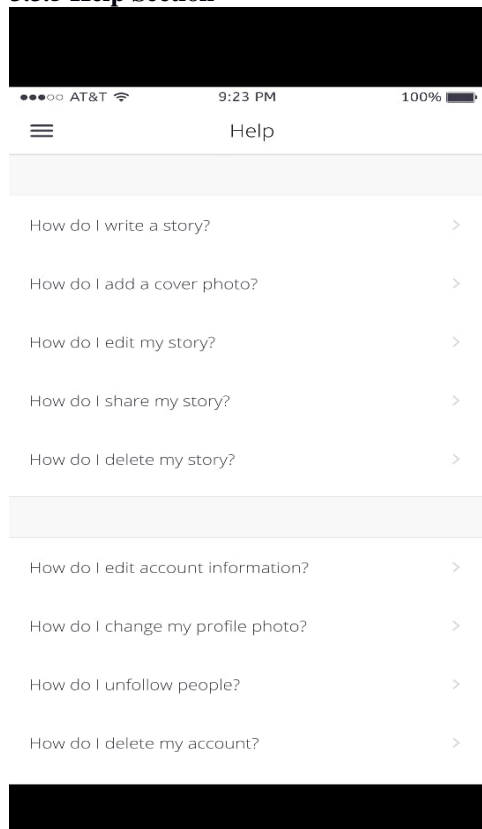 AT&T 9:23 PM 100%
Help
How do I write a story?
How do I add a cover photo?
How do I edit my story?
How do I share my story?
How do I delete my story?
How do I edit account information?
How do I change my profile photo?
How do I unfollow people?
How do I delete my account?